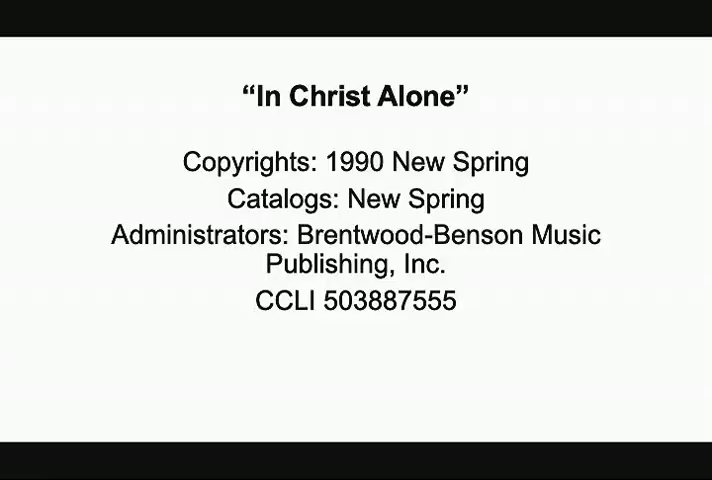 “In Christ Alone”
Copyrights: 1990 New Spring
Catalogs: New Spring
Administrators: Brentwood-Benson Music
Publishing, Inc.
CCLI 503887555